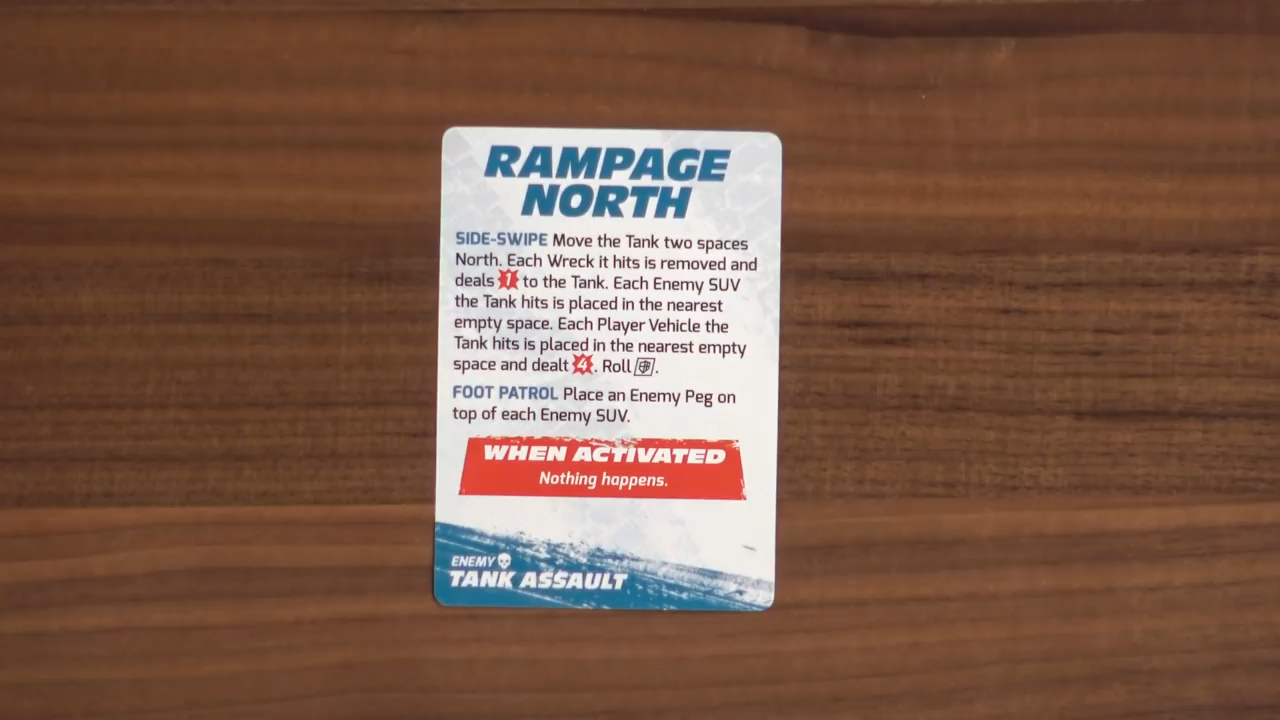 RAMPAGE
NORTH
SIDE-SWIPE Move the Tank two spaces
North. Each Wreck it hits is removed and
deals 1 to the Tank. Each Enemy SUV
the Tank hits is placed in the nearest
empty space. Each Player Vehicle the
Tank hits is placed in the nearest empty
space and dealt 4. Roll .
FOOT PATROL Place an Enemy Peg on
top of each Enemy SUV.
WHEN ACTIVATED
Nothing happens.
ENEMY
TANK ASSAULT